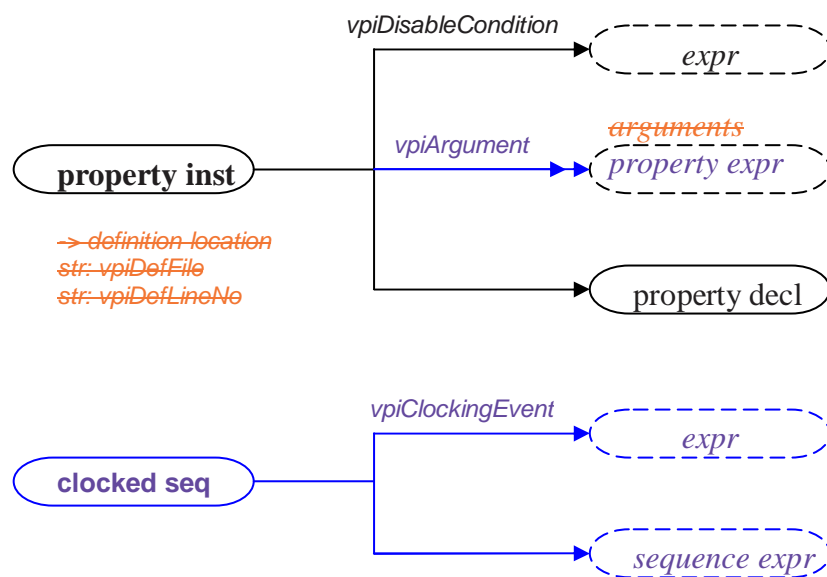 vpiDisableCondition
expr
arguments
vpiArgument
property expr
property inst
-> definition location
str: vpiDefFile
str: vpiDefLineNo
property decl
vpiClockingEvent
expr
clocked seq
sequence expr